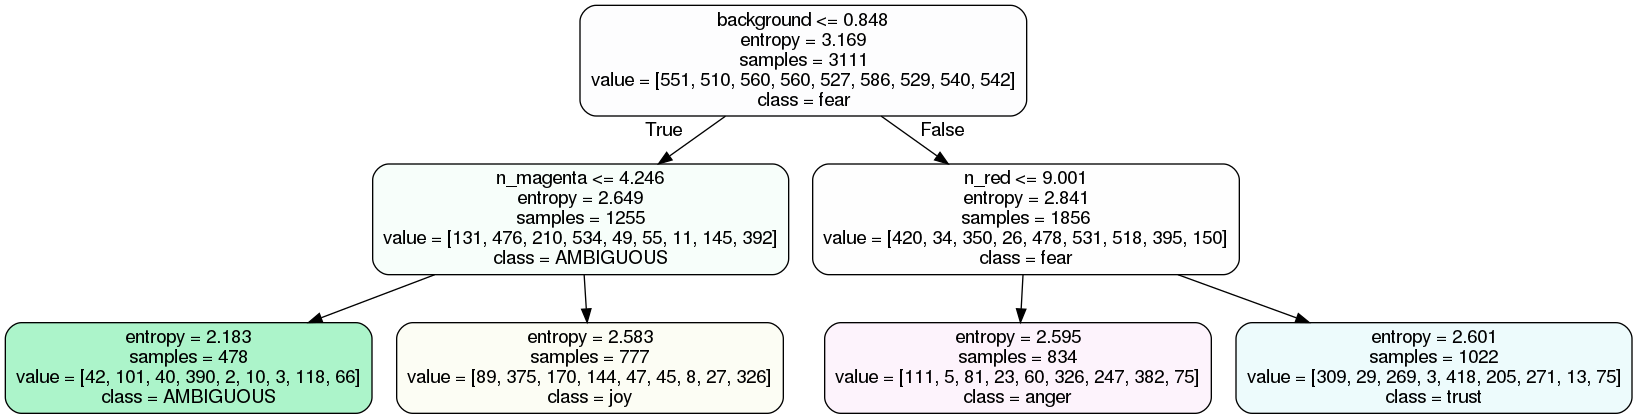 background <= 0.848
entropy = 3.169
samples = 3111
value = [551, 510, 560, 560, 527, 586, 529, 540, 542]
class = fear
True
False
n_magenta <= 4.246
entropy = 2.649
samples = 1255
value = [131, 476, 210, 534, 49, 55, 11, 145, 392]
class = AMBIGUOUS
n_red <= 9.001
entropy = 2.841
samples = 1856
value = [420, 34, 350, 26, 478, 531, 518, 395, 150]
class = fear
entropy = 2.183
samples = 478
value = [42, 101, 40, 390, 2, 10, 3, 118, 66]
class = AMBIGUOUS
entropy = 2.583
samples = 777
value = [89, 375, 170, 144, 47, 45, 8, 27, 326]
class = joy
entropy = 2.595
samples = 834
value = [111, 5, 81, 23, 60, 326, 247, 382, 75]
class = anger
entropy = 2.601
samples = 1022
value = [309, 29, 269, 3, 418, 205, 271, 13, 75]
class = trust